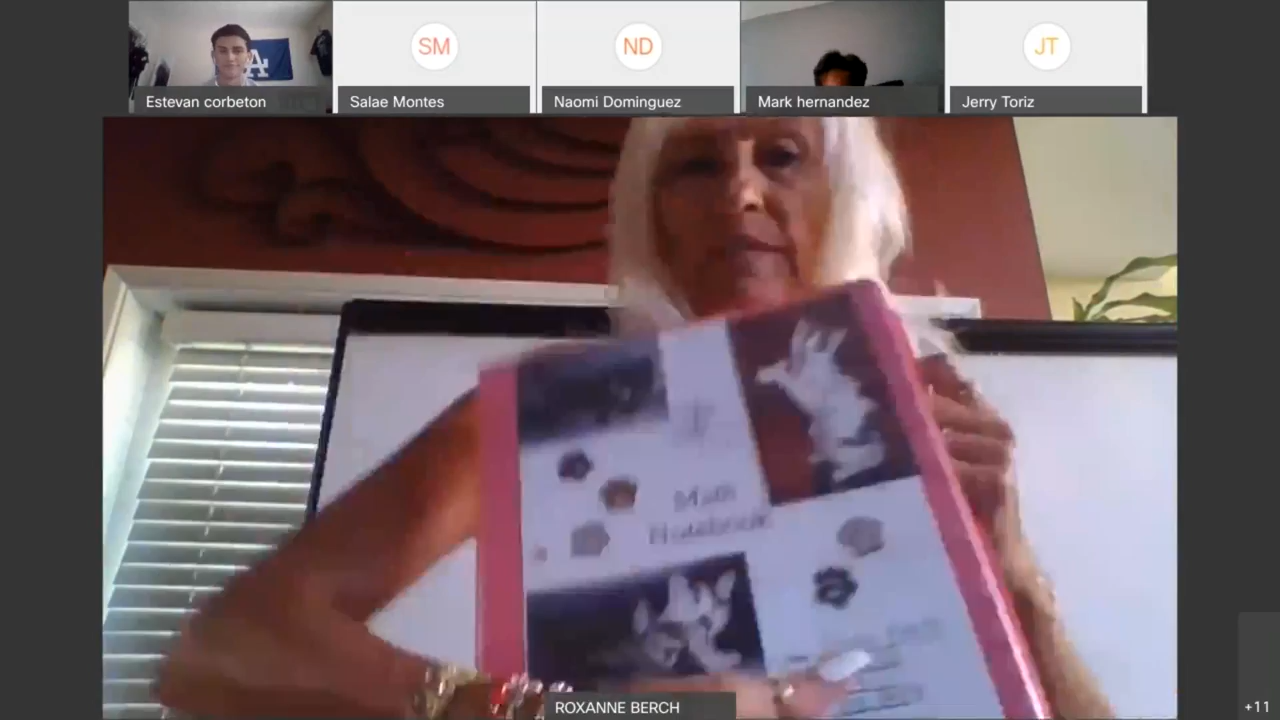 SM
ND
JT
A
Estevan corbeton
Salae Montes
Naomi Dominguez
Mark hernandez
Jerry Toriz
Math
Notebook
ROXANNE BERCH
+11